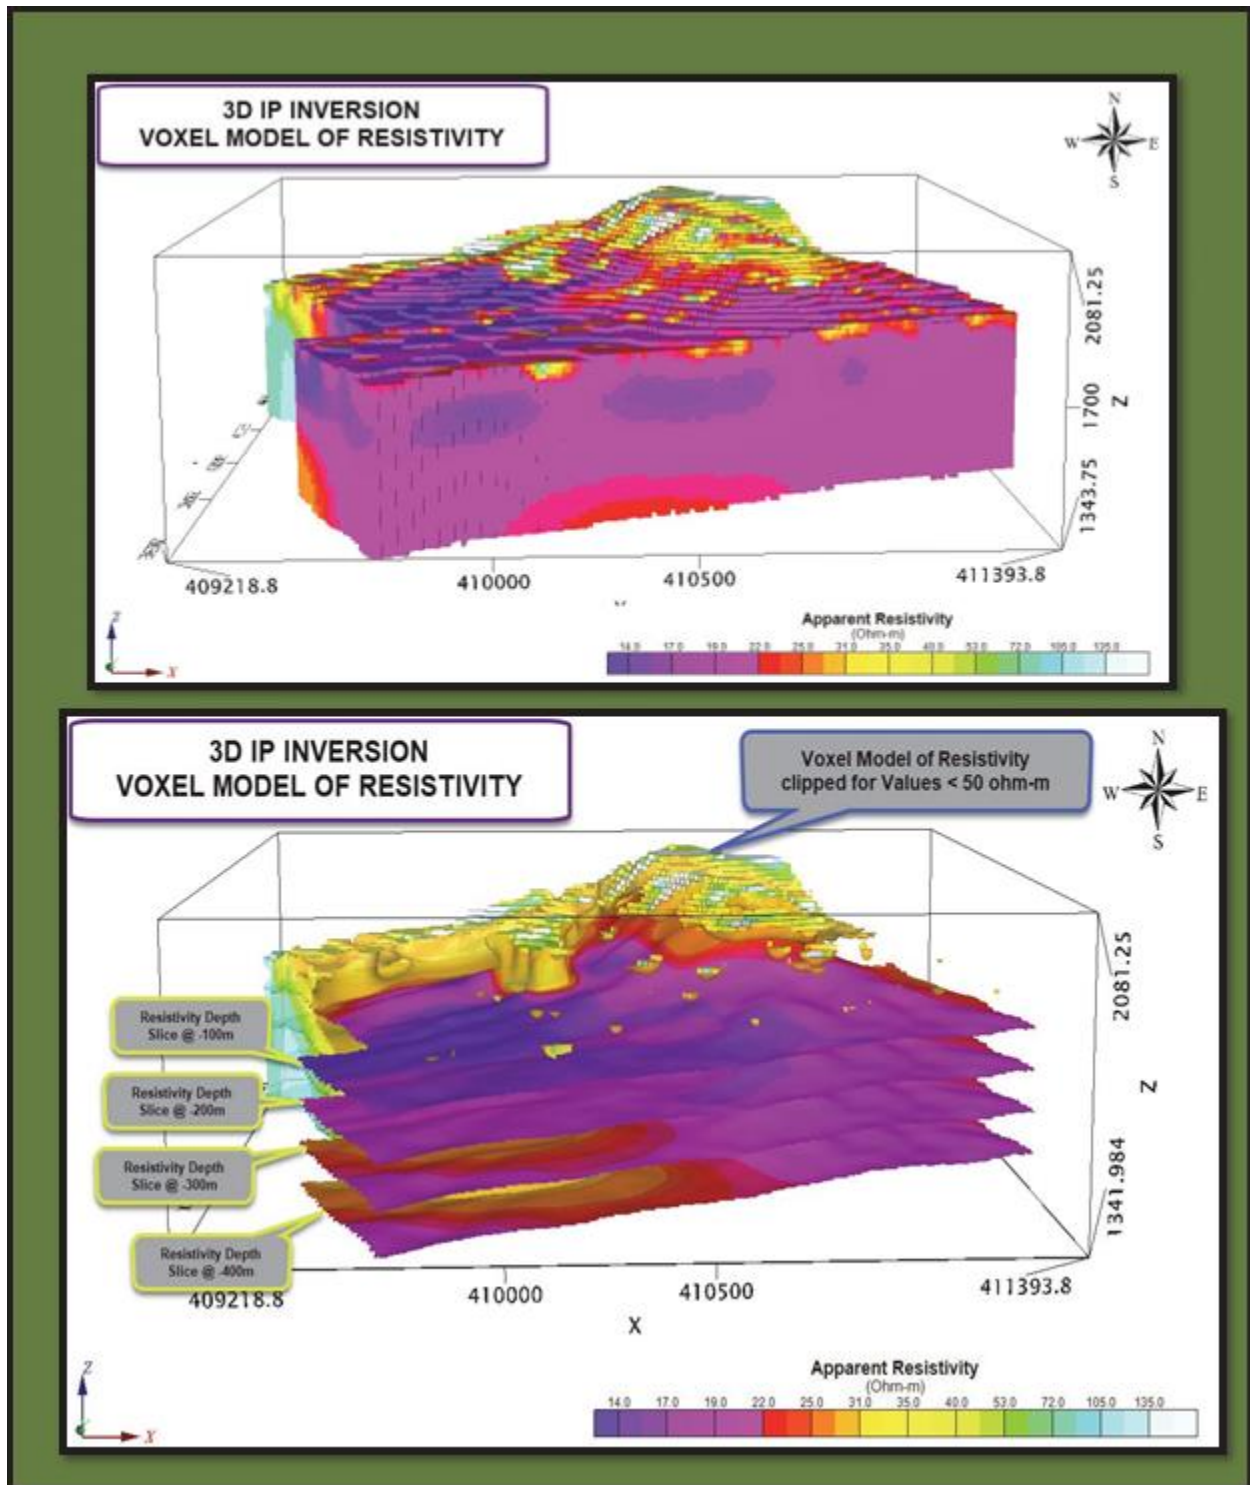 3D IP INVERSION
VOXEL MODEL OF RESISTIVITY
N
W E
S
2081.25
1700
Z
1343.75
409218.8
410000
410500
411393.8
Apparent Resistivity
(Ohm-m)
14.0 17.0 19.0 22.0 25.0 31.0 35.0 40.0 53.0 72.0 105.0 135.0
Z
X
3D IP INVERSION
VOXEL MODEL OF RESISTIVITY
Voxel Model of Resistivity
clipped for Values < 50 ohm-m
N
W E
S
2081.25
Z
1341.984
Resistivity Depth
Slice @ -100m
Resistivity Depth
Slice @ -200m
Resistivity Depth
Slice @ -300m
Resistivity Depth
Slice @ -400m
409218.8
410000
410500
411393.8
X
Apparent Resistivity
(Ohm-m)
14.0 17.0 19.0 22.0 25.0 31.0 35.0 40.0 53.0 72.0 105.0 135.0
Z
X